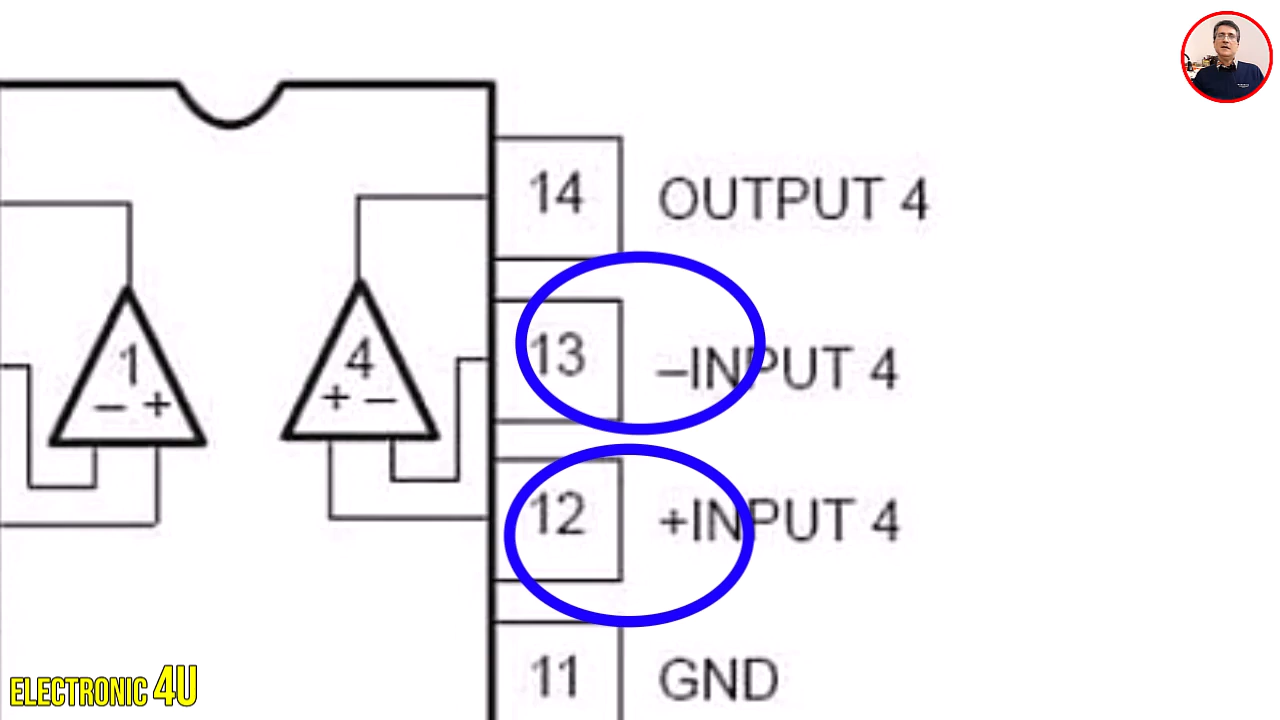 14 OUTPUT 4
1
4
– +
+ –
13 –INPUT 4
12 +INPUT 4
11 GND
ELECTRONIC 4U